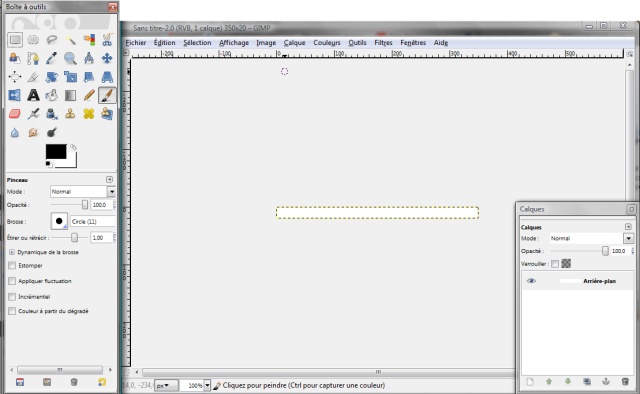 Boîte à outils
Pinceau
Mode : Normal
Opacité : 100,0
Brosse : Circle (11)
Étirer ou rétrécir : 1,00
Dynamique de la brosse
Estomper
Appliquer fluctuation
Incrémentiel
Couleur à partir du dégradé
Sans titre-2.0 (RVB, 1 calque) 350x20 – GIMP
Fichier Édition Sélection Affichage Image Calque Couleurs Outils Filtres Fenêtres Aide
-200 -100 0 100 200 300 400 500
px 100% Cliquez pour peindre (Ctrl pour capturer une couleur)
Calques
Calques
Mode : Normal
Opacité : 100,0
Verrouiller :
Arrière-plan